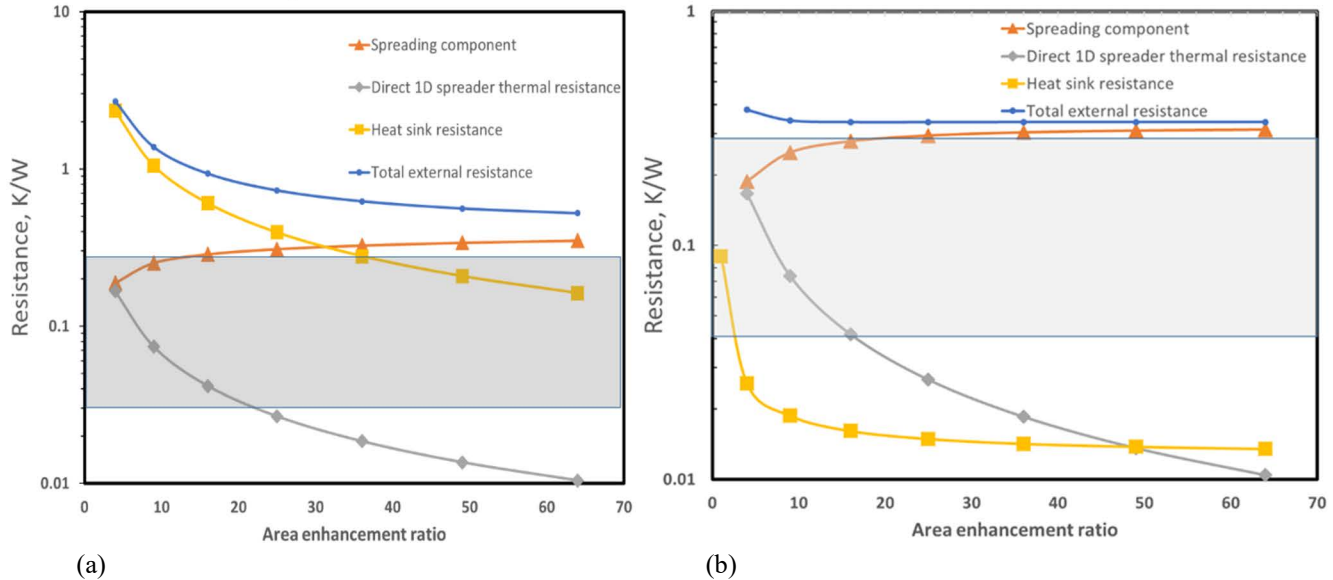 10
1
0.1
0.01
Resistance, K/W
Spreading component
Direct 1D spreader thermal resistance
Heat sink resistance
Total external resistance
0 10 20 30 40 50 60 70
Area enhancement ratio
(a)
1
0.1
0.01
Resistance, K/W
Spreading component
Direct 1D spreader thermal resistance
Heat sink resistance
Total external resistance
0 10 20 30 40 50 60 70
Area enhancement ratio
(b)